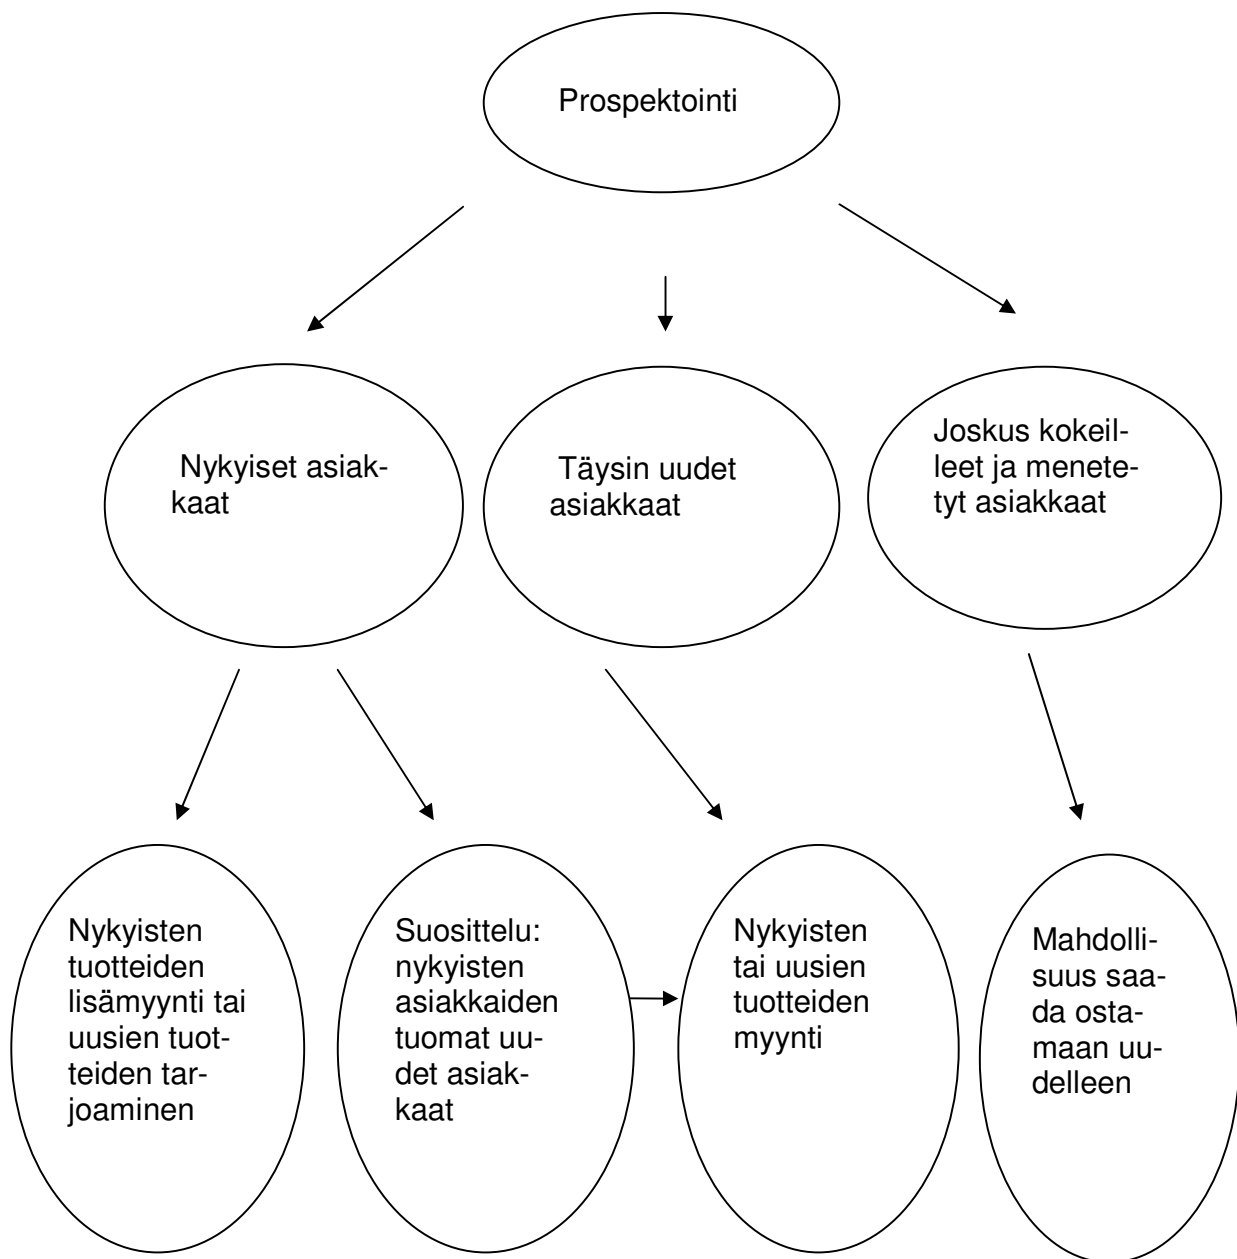 Prospektointi
Nykyiset asiak-
kaat
Täysin uudet
asiakkaat
Joskus kokeil-
leet ja menete-
tyt asiakkaat
Nykyisten
tuotteiden
lisämyynti tai
uusien tuot-
teiden tar-
joaminen
Suosittelu:
nykyisten
asiakkaiden
tuomat uu-
det asiak-
kaat
Nykyisten
tai uusien
tuotteiden
myynti
Mahdolli-
suus saa-
da osta-
maan uu-
delleen